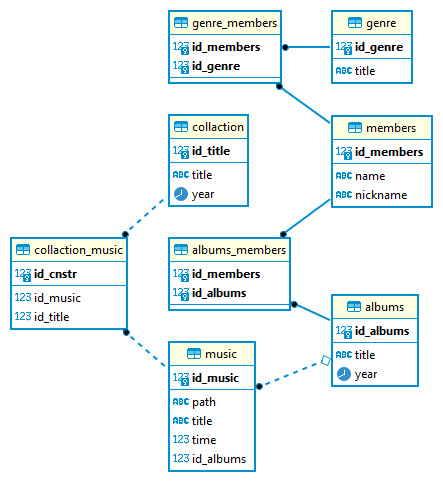 genre_members
123 id_members
123 id_genre
genre
123 id_genre
ABC title
collaction
123 id_title
ABC title
year
members
123 id_members
ABC name
ABC nickname
collaction_music
123 id_cnstr
123 id_music
123 id_title
albums_members
123 id_members
123 id_albums
albums
123 id_albums
ABC title
year
music
123 id_music
ABC path
ABC title
123 time
123 id_albums